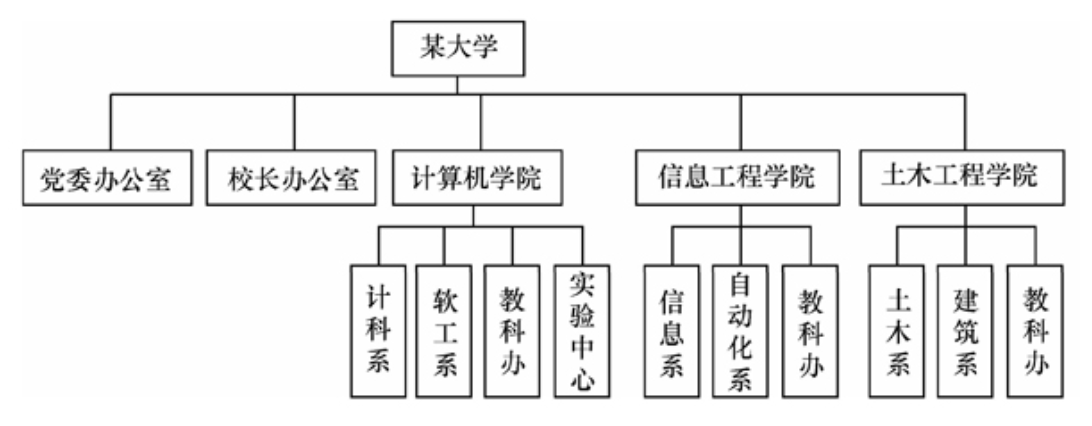 某大学
党委办公室
校长办公室
计算机学院
信息工程学院
土木工程学院
计科系
软工系
教科办
实验中心
信息系
自动化系
教科办
土木系
建筑系
教科办